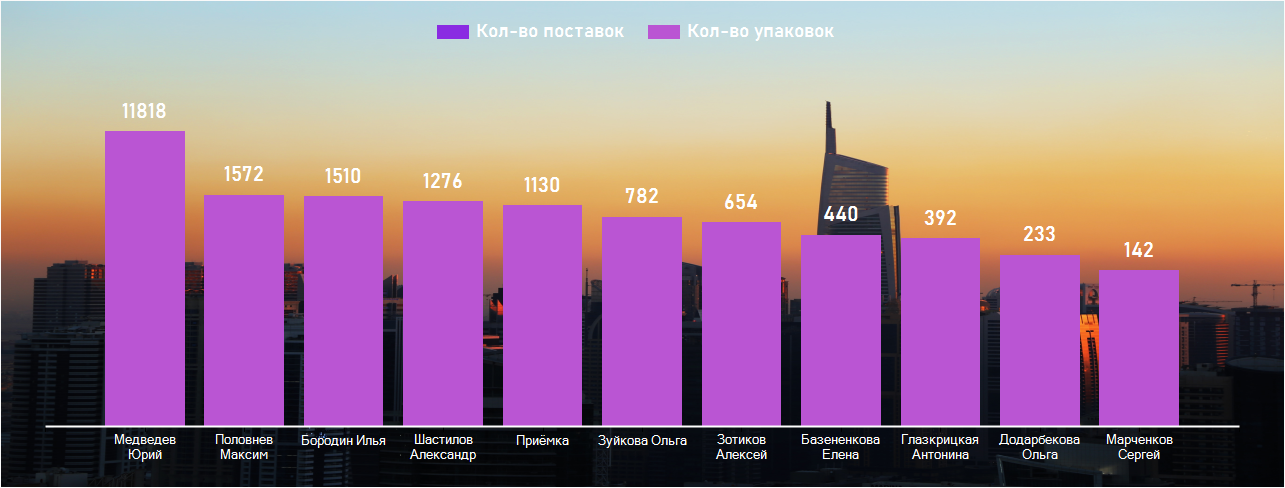 Кол-во поставок Кол-во упаковок
11818
1572
1510
1276
1130
782
654
440
392
233
142
Медведев
Юрий
Половнев
Максим
Бородин Илья
Шастилов
Александр
Приёмка
Зуйкова Ольга
Зотиков
Алексей
Базененкова
Елена
Глазкрицкая
Антонина
Додарбекова
Ольга
Марченков
Сергей